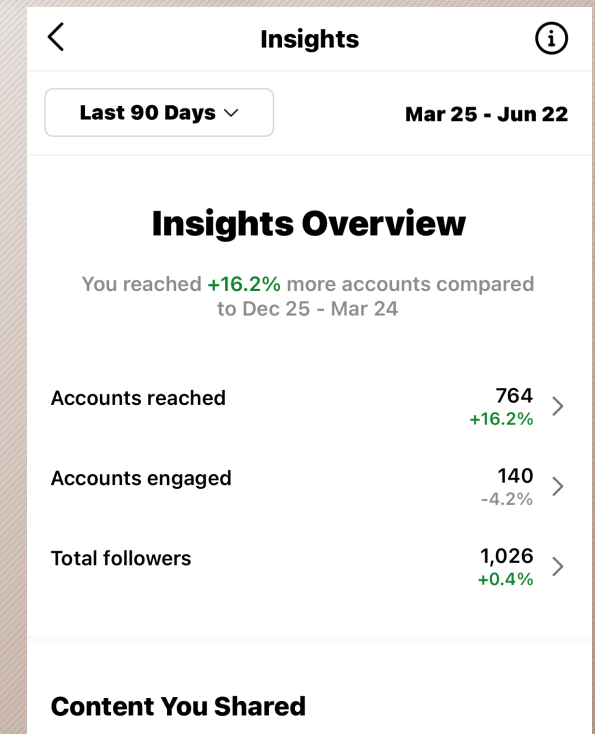 Insights
Last 90 Days
Mar 25 - Jun 22
Insights Overview
You reached +16.2% more accounts compared
to Dec 25 - Mar 24
Accounts reached
764
+16.2%
Accounts engaged
140
-4.2%
Total followers
1,026
+0.4%
Content You Shared